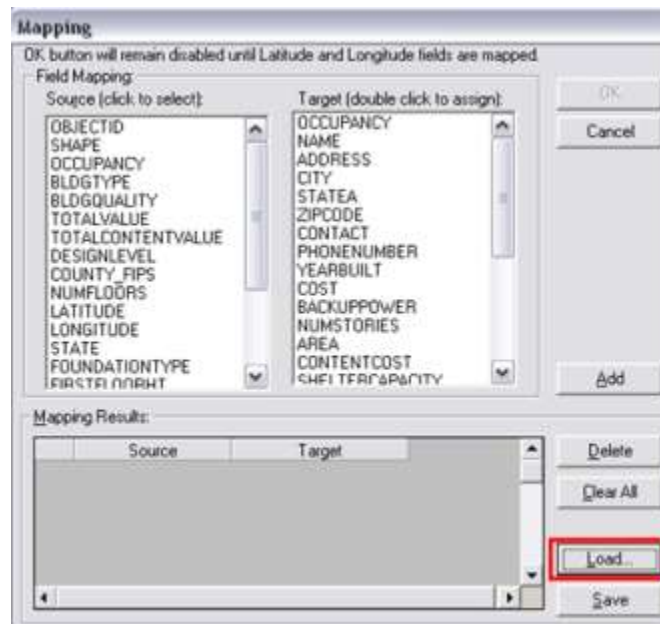 Mapping
OK button will remain disabled until Latitude and Longitude fields are mapped.
Field Mapping:
Source (click to select):
Target (double click to assign):
OBJECTID
SHAPE
OCCUPANCY
BLDGTYPE
BLDGQUALITY
TOTALVALUE
TOTALCONTENTVALUE
DESIGNLEVEL
COUNTY_FIPS
NUMFLOORS
LATITUDE
LONGITUDE
STATE
FOUNDATIONTYPE
FIRSTFLOORHT
OCCUPANCY
NAME
ADDRESS
CITY
STATEA
ZIPCODE
CONTACT
PHONENUMBER
YEARBUILT
COST
BACKUPPOWER
NUMSTORIES
AREA
CONTENTCOST
SHELTERCAPACITY
OK
Cancel
Add
Mapping Results:
Source Target
Delete
Clear All
Load...
Save